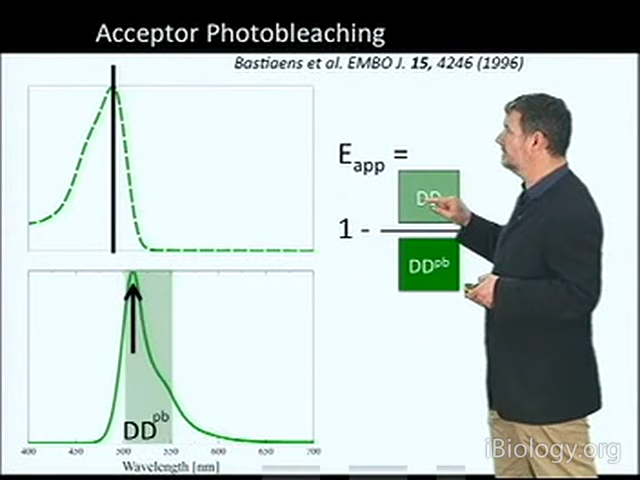 Acceptor Photobleaching
Bastiaens et al. EMBO J. 15, 4246 (1996)
E app =
DD
1 -
DD pb
DD pb
400 450 500 550 600 650 700
Wavelength [nm]
iBiology.org